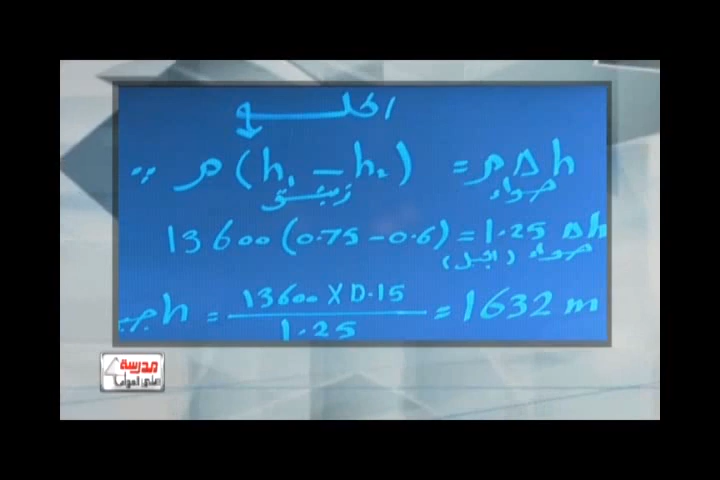 الحل
∵ ρ (h₁ - h₂) = ρ Δh
زئبق هواء
13600 (0.75 - 0.6) = 1.25 Δh
هواء (الجبل)
h = 13600 X 0.15 / 1.25 = 1632 m
مدرسة
على الهواء